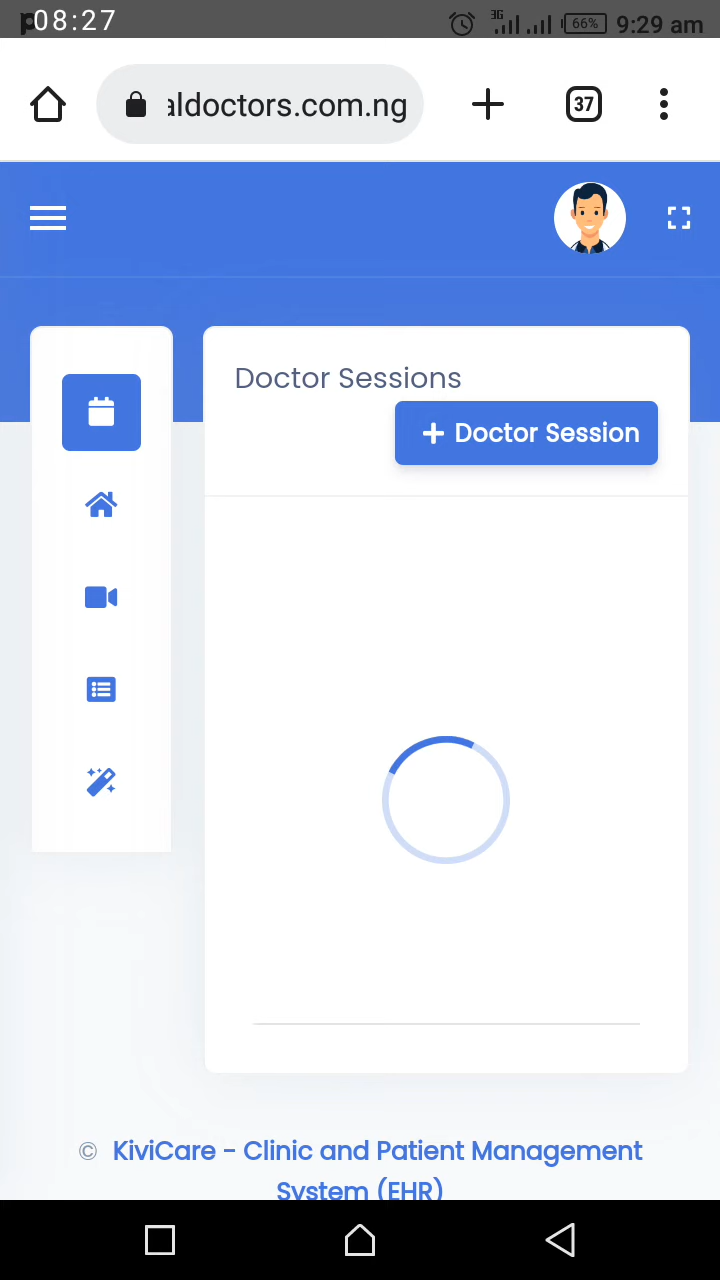 08:27
3G
66%
9:29 am
aldoctors.com.ng
37
Doctor Sessions
+ Doctor Session
© KiviCare - Clinic and Patient Management
System (EHR)